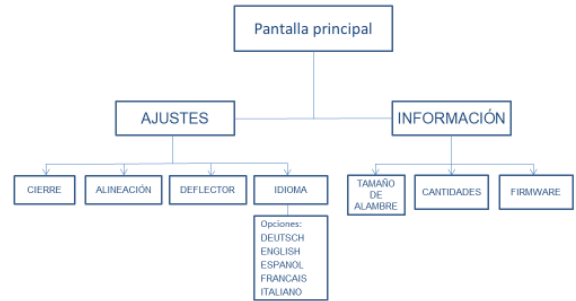 Pantalla principal
AJUSTES
INFORMACIÓN
CIERRE
ALINEACIÓN
DEFLECTOR
IDIOMA
TAMAÑO
DE
ALAMBRE
CANTIDADES
FIRMWARE
Opciones:
DEUTSCH
ENGLISH
ESPANOL
FRANCAIS
ITALIANO